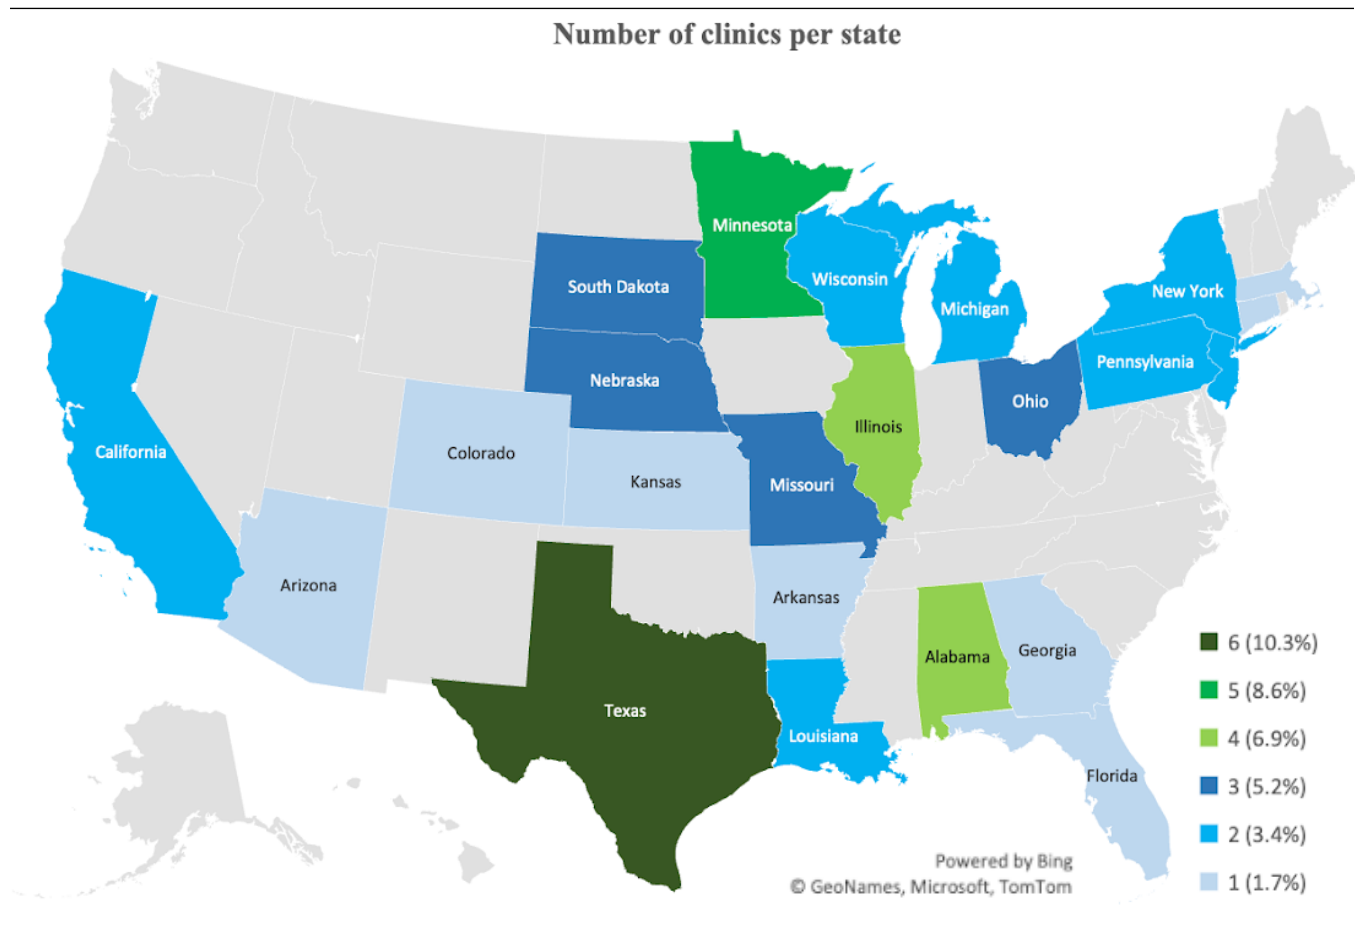 Number of clinics per state
Minnesota
South Dakota
Wisconsin
New York
Michigan
Pennsylvania
Nebraska
Ohio
Illinois
California
Colorado
Kansas
Missouri
Arizona
Arkansas
Georgia
Alabama
Texas
Louisiana
Florida
6 (10.3%)
5 (8.6%)
4 (6.9%)
3 (5.2%)
2 (3.4%)
1 (1.7%)
Powered by Bing
© GeoNames, Microsoft, TomTom